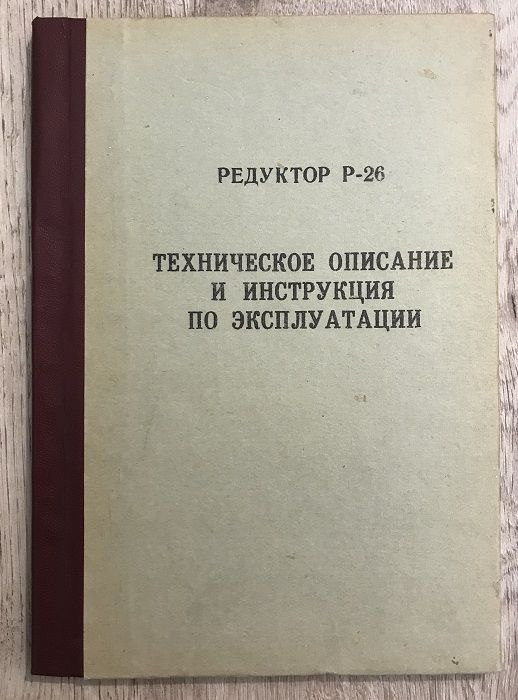 РЕДУКТОР Р-26
ТЕХНИЧЕСКОЕ ОПИСАНИЕ
И ИНСТРУКЦИЯ
ПО ЭКСПЛУАТАЦИИ